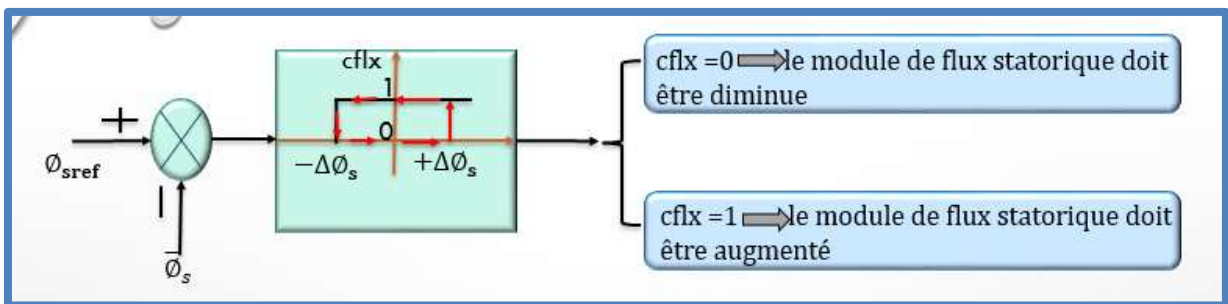 cflx
1
0
−ΔØₛ
+ΔØₛ
+
Øsref
|
Ø̄ₛ
cflx =0 ⟹ le module de flux statorique doit
être diminue
cflx =1 ⟹ le module de flux statorique doit
être augmenté